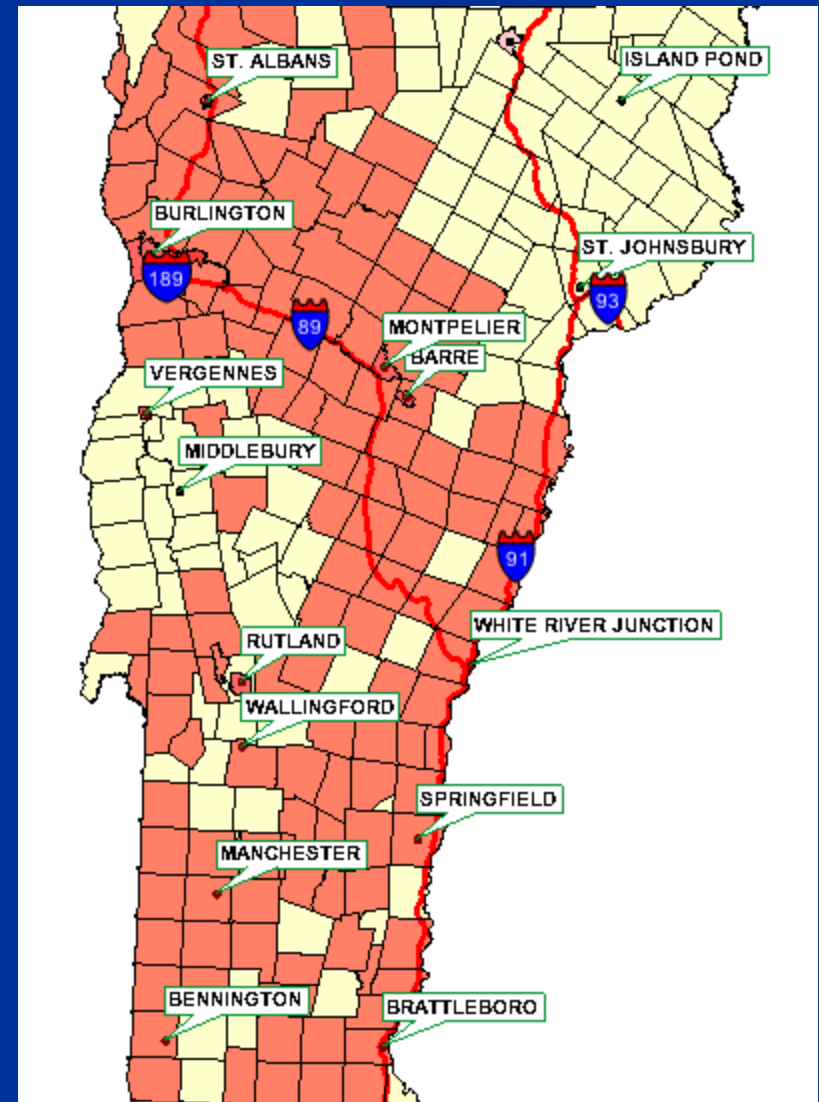 ST. ALBANS
ISLAND POND
BURLINGTON
ST. JOHNSBURY
189
93
89
MONTPELIER
BARRE
VERGENNES
MIDDLEBURY
91
WHITE RIVER JUNCTION
RUTLAND
WALLINGFORD
SPRINGFIELD
MANCHESTER
BENNINGTON
BRATTLEBORO